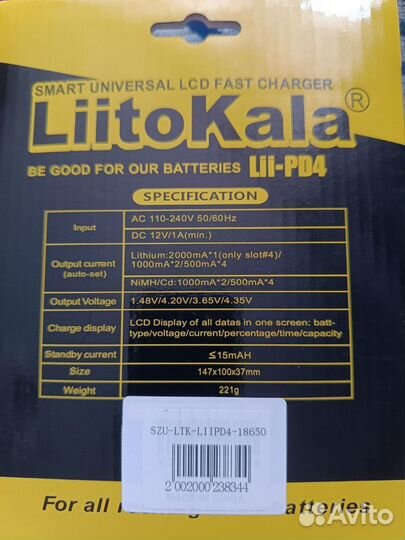 SMART UNIVERSAL LCD FAST CHARGER
LiitoKala®
BE GOOD FOR OUR BATTERIES Lii-PD4
SPECIFICATION
Input
AC 110-240V 50/60Hz
DC 12V/1A(min.)
Output current
(auto-set)
Lithium:2000mA*1(only slot#4)/
1000mA*2/500mA*4
NiMH/Cd:1000mA*2/500mA*4
Output Voltage
1.48V/4.20V/3.65V/4.35V
Charge display
LCD Display of all datas in one screen: batt-
type/voltage/current/percentage/time/capacity
Standby current
≤15mAH
Size
147x100x37mm
Weight
221g
SZU-LTK-LIIPD4-18650
2 002000 238344
For all
atteries
Avito